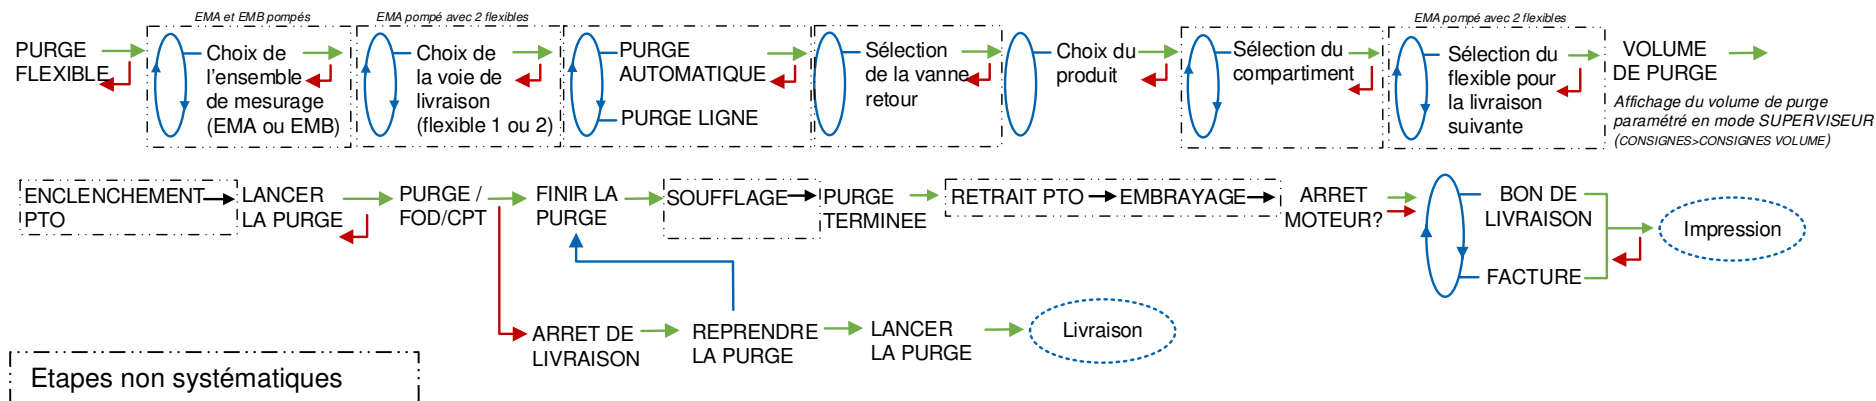 EMA et EMB pompés
EMA pompé avec 2 flexibles
EMA pompé avec 2 flexibles
PURGE
FLEXIBLE
Choix de
l'ensemble
de mesurage
(EMA ou EMB)
Choix de
la voie de
livraison
(flexible 1 ou 2)
PURGE
AUTOMATIQUE
PURGE LIGNE
Sélection
de la vanne
retour
Choix du
produit
Sélection du
compartiment
Sélection du
flexible pour
la livraison
suivante
VOLUME
DE PURGE
Affichage du volume de purge
paramétré en mode SUPERVISEUR
(CONSIGNES>CONSIGNES VOLUME)
ENCLENCHEMENT
PTO
LANCER
LA PURGE
PURGE /
FOD/CPT
FINIR LA
PURGE
SOUFFLAGE
PURGE
TERMINEE
RETRAIT PTO
EMBRAYAGE
ARRET
MOTEUR?
BON DE
LIVRAISON
FACTURE
Impression
ARRET DE
LIVRAISON
REPRENDRE
LA PURGE
LANCER
LA PURGE
Livraison
Etapes non systématiques